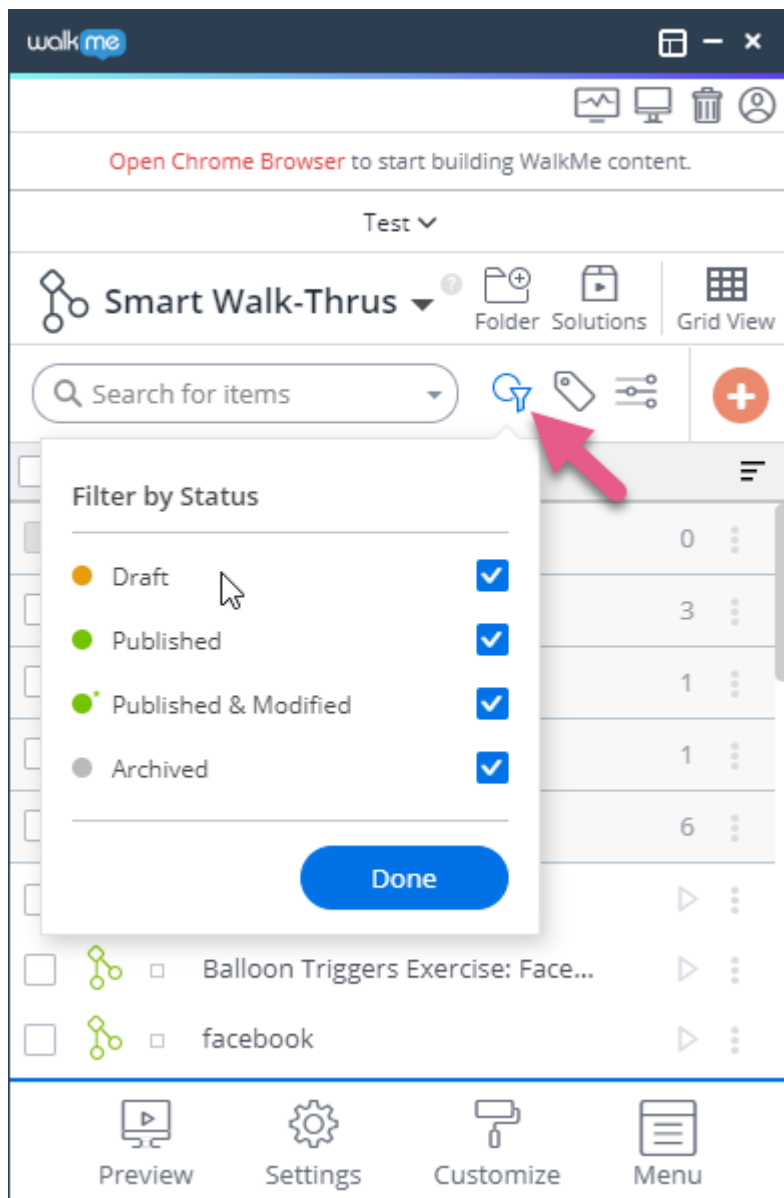 walkme
Open Chrome Browser to start building WalkMe content.
Test
Smart Walk-Thrus ?
Folder Solutions Grid View
Search for items
Filter by Status
Draft
Published
Published & Modified
Archived
Done
0
3
1
1
6
Balloon Triggers Exercise: Face...
facebook
Preview Settings Customize Menu